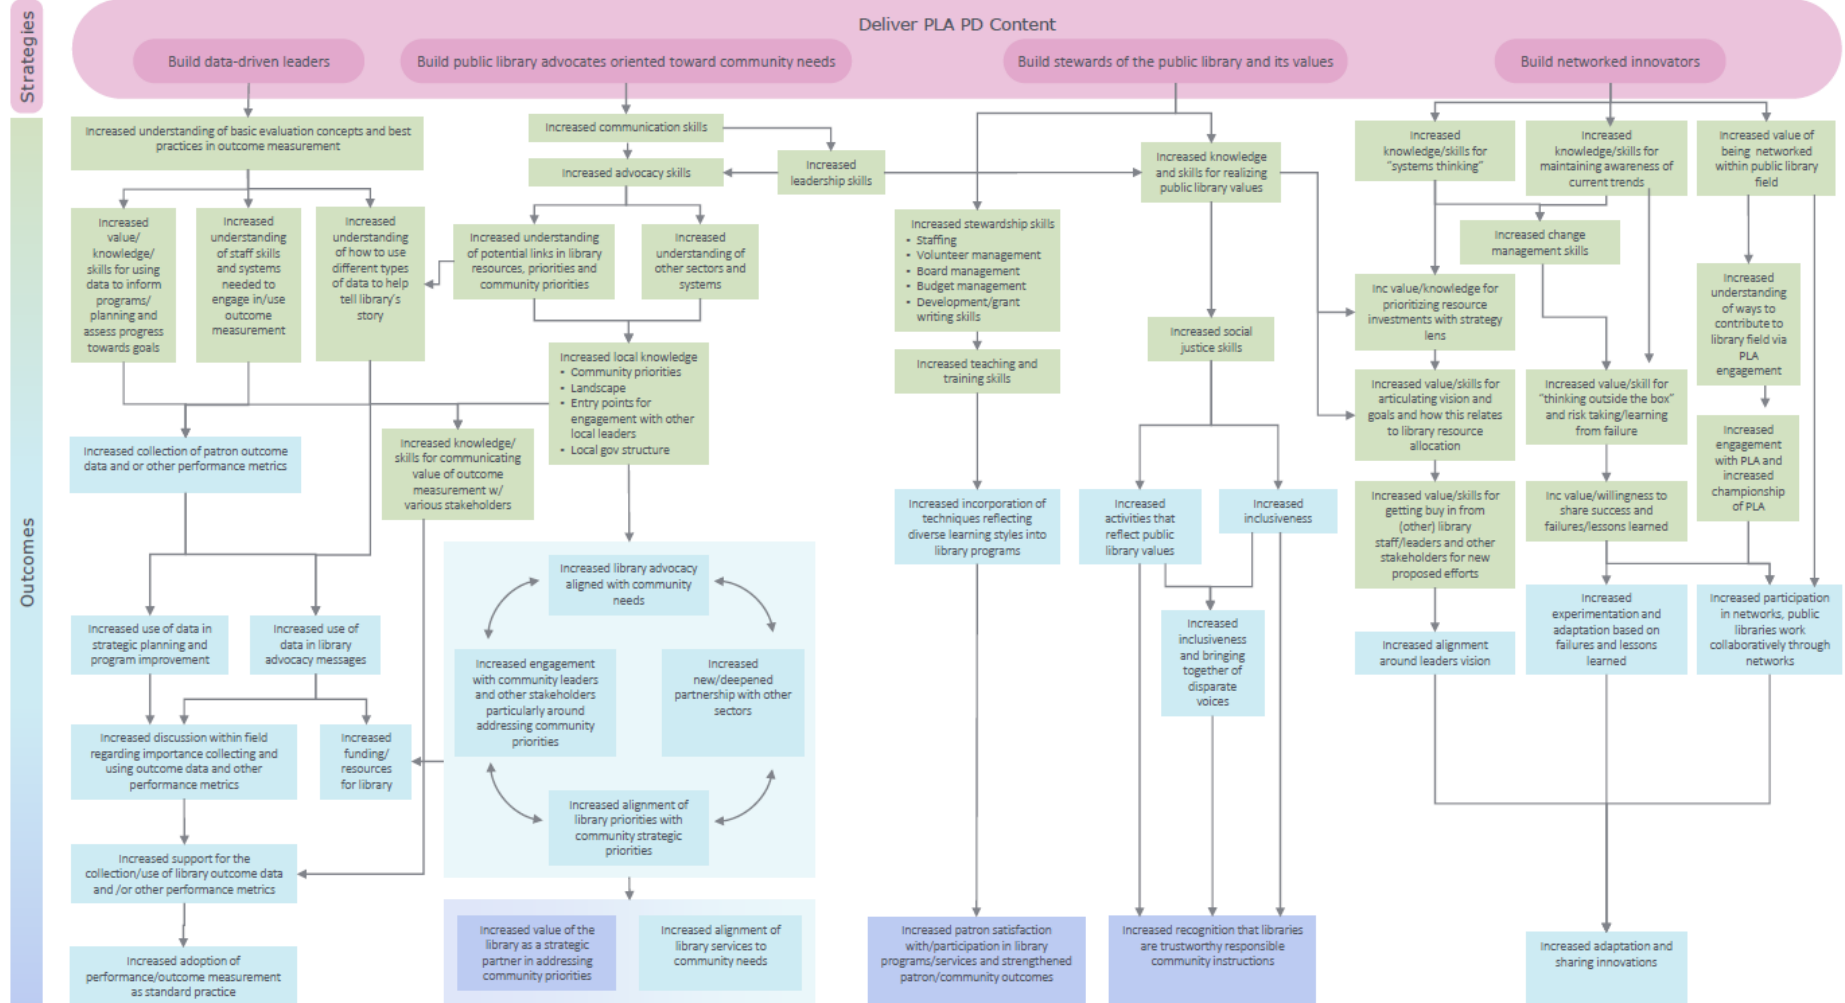 Strategies
Deliver PLA PD Content
Build data-driven leaders
Build public library advocates oriented toward community needs
Build stewards of the public library and its values
Build networked innovators
Outcomes
Increased understanding of basic evaluation concepts and best
practices in outcome measurement
Increased
value/
knowledge/
skills for using
data to inform
programs/
planning and
assess progress
towards goals
Increased
understanding
of staff skills
and systems
needed to
engage in/use
outcome
measurement
Increased
understanding
of how to use
different types
of data to help
tell library's
story
Increased collection of patron outcome
data and or other performance metrics
Increased knowledge/
skills for communicating
value of outcome
measurement w/
various stakeholders
Increased use of data in
strategic planning and
program improvement
Increased use of
data in library
advocacy messages
Increased discussion within field
regarding importance collecting and
using outcome data and other
performance metrics
Increased
funding/
resources
for library
Increased support for the
collection/use of library outcome data
and /or other performance metrics
Increased adoption of
performance/outcome measurement
as standard practice
Increased communication skills
Increased advocacy skills
Increased
leadership skills
Increased understanding
of potential links in library
resources, priorities and
community priorities
Increased
understanding of
other sectors and
systems
Increased local knowledge
• Community priorities
• Landscape
• Entry points for
engagement with other
local leaders
• Local gov structure
Increased library advocacy
aligned with community
needs
Increased engagement
with community leaders
and other stakeholders
particularly around
addressing community
priorities
Increased
new/deepened
partnership with other
sectors
Increased alignment of
library priorities with
community strategic
priorities
Increased value of the
library as a strategic
partner in addressing
community priorities
Increased alignment of
library services to
community needs
Increased knowledge
and skills for realizing
public library values
Increased stewardship skills
• Staffing
• Volunteer management
• Board management
• Budget management
• Development/grant
writing skills
Increased teaching and
training skills
Increased social
justice skills
Increased incorporation of
techniques reflecting
diverse learning styles into
library programs
Increased
activities that
reflect public
library values
Increased
inclusiveness
Increased
inclusiveness
and bringing
together of
disparate
voices
Increased patron satisfaction
with/participation in library
programs/services and strengthened
patron/community outcomes
Increased recognition that libraries
are trustworthy responsible
community instructions
Increased
knowledge/skills for
"systems thinking"
Increased
knowledge/skills for
maintaining awareness of
current trends
Increased value of
being networked
within public library
field
Increased change
management skills
Inc value/knowledge for
prioritizing resource
investments with strategy
lens
Increased
understanding
of ways to
contribute to
library field via
PLA
engagement
Increased value/skills for
articulating vision and
goals and how this relates
to library resource
allocation
Increased value/skill for
"thinking outside the box"
and risk taking/learning
from failure
Increased
engagement
with PLA and
increased
championship
of PLA
Increased value/skills for
getting buy in from
(other) library
staff/leaders and other
stakeholders for new
proposed efforts
Inc value/willingness to
share success and
failures/lessons learned
Increased alignment
around leaders vision
Increased
experimentation and
adaptation based on
failures and lessons
learned
Increased participation
in networks, public
libraries work
collaboratively through
networks
Increased adaptation and
sharing innovations